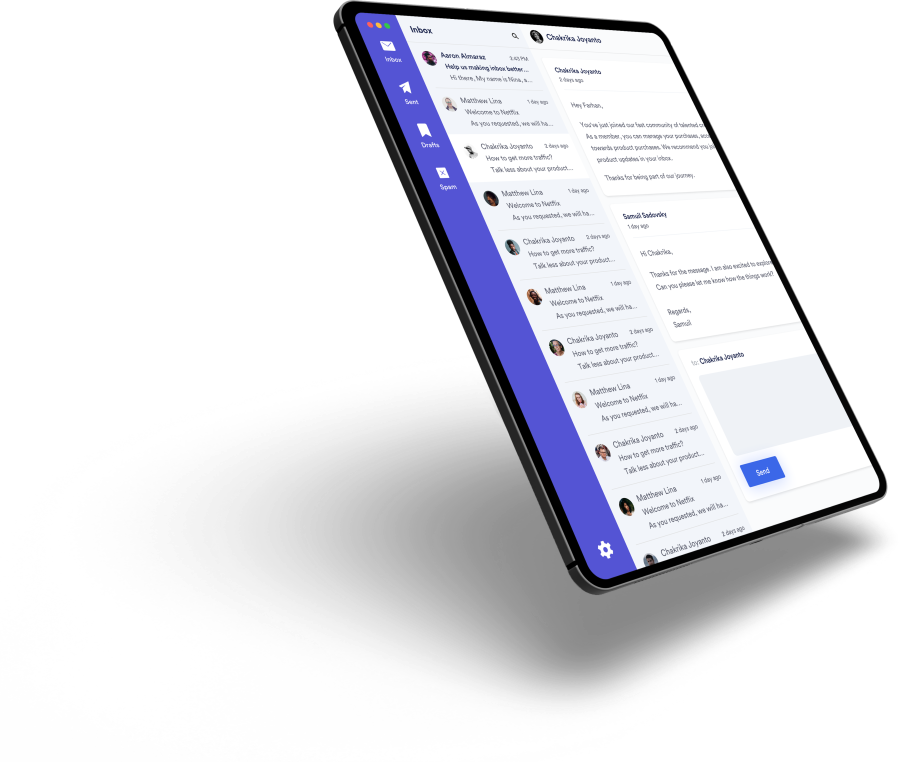 Inbox
Sent
Drafts
Spam
Inbox
Aaron Almaraz 3:43 PM
Help us making inbox better ...
Hi there, My name is Nina, a...
Matthew Lina 1 day ago
Welcome to Netflix
As you requested, we will ha...
Chakrika Joyanto 2 days ago
How to get more traffic?
Talk less about your product...
Matthew Lina 1 day ago
Welcome to Netflix
As you requested, we will ha...
Chakrika Joyanto 2 days ago
How to get more traffic?
Talk less about your product...
Matthew Lina 1 day ago
Welcome to Netflix
As you requested, we will ha...
Chakrika Joyanto 2 days ago
How to get more traffic?
Talk less about your product...
Matthew Lina 1 day ago
Welcome to Netflix
As you requested, we will ha...
Chakrika Joyanto 2 days ago
How to get more traffic?
Talk less about your product...
Matthew Lina 1 day ago
Welcome to Netflix
As you requested, we will ha...
Chakrika Joyanto 2 days ago
Chakrika Joyanto
Chakrika Joyanto
2 days ago
Hey Farhan,
You've just joined our fast community of talented
As a member, you can manage your purchases,
towards product purchases. We recommend you
product updates in your inbox.
Thanks for being part of our journey.
Samuil Sadovsky
1 day ago
Hi Chakrika,
Thanks for the message. I am also excited to
Can you please let me know how the things work?
Regards,
Samuil
to: Chakrika Joyanto
Send